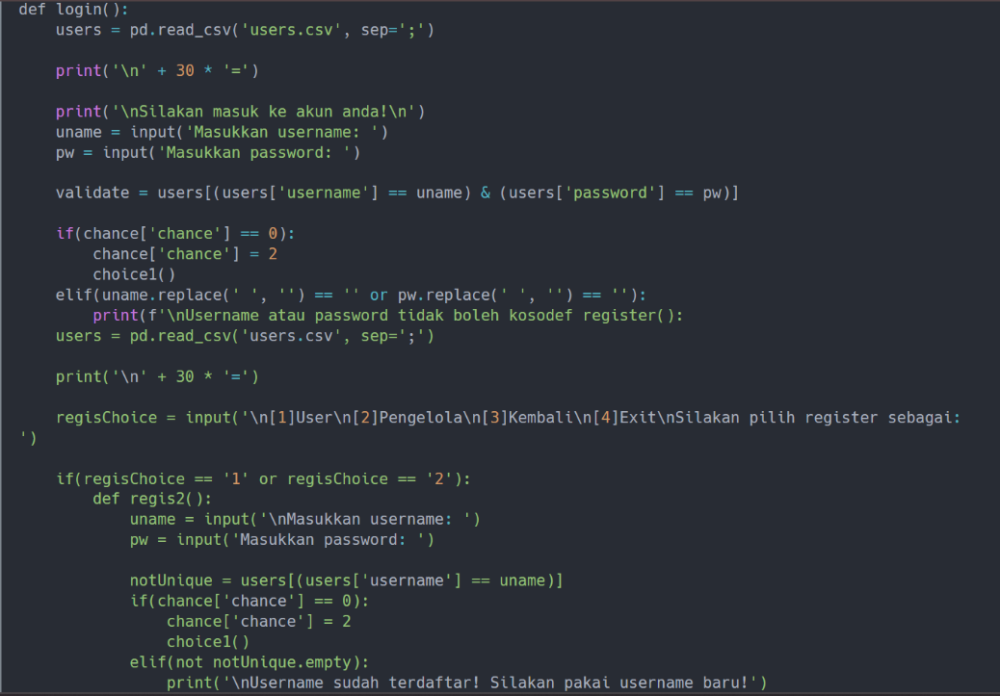 def login():
    users = pd.read_csv('users.csv', sep=';')

    print('\n' + 30 * '=')

    print('\nSilakan masuk ke akun anda!\n')
    uname = input('Masukkan username: ')
    pw = input('Masukkan password: ')

    validate = users[(users['username'] == uname) & (users['password'] == pw)]

    if(chance['chance'] == 0):
        chance['chance'] = 2
        choice1()
    elif(uname.replace(' ', '') == '' or pw.replace(' ', '') == ''):
        print(f'\nUsername atau password tidak boleh kosodef register():
    users = pd.read_csv('users.csv', sep=';')

    print('\n' + 30 * '=')

    regisChoice = input('\n[1]User\n[2]Pengelola\n[3]Kembali\n[4]Exit\nSilakan pilih register sebagai:
')

    if(regisChoice == '1' or regisChoice == '2'):
        def regis2():
            uname = input('\nMasukkan username: ')
            pw = input('Masukkan password: ')

            notUnique = users[(users['username'] == uname)]
            if(chance['chance'] == 0):
                chance['chance'] = 2
                choice1()
            elif(not notUnique.empty):
                print('\nUsername sudah terdaftar! Silakan pakai username baru!')